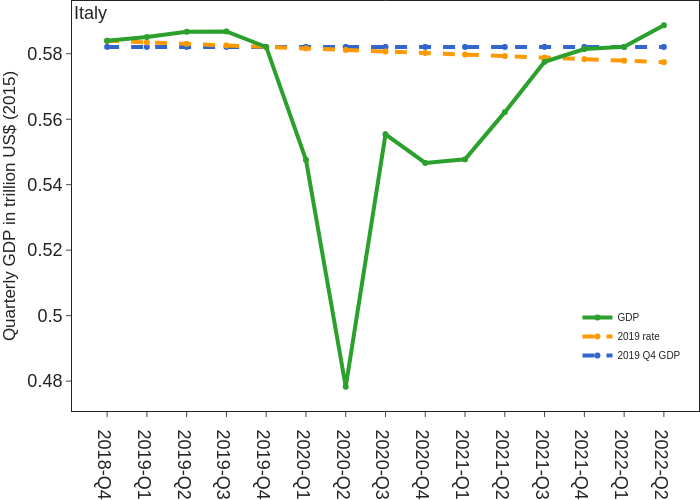 Italy
Quarterly GDP in trillion US$ (2015)
0.58
0.56
0.54
0.52
0.5
0.48
GDP
2019 rate
2019 Q4 GDP
2018-Q4
2019-Q1
2019-Q2
2019-Q3
2019-Q4
2020-Q1
2020-Q2
2020-Q3
2020-Q4
2021-Q1
2021-Q2
2021-Q3
2021-Q4
2022-Q1
2022-Q2